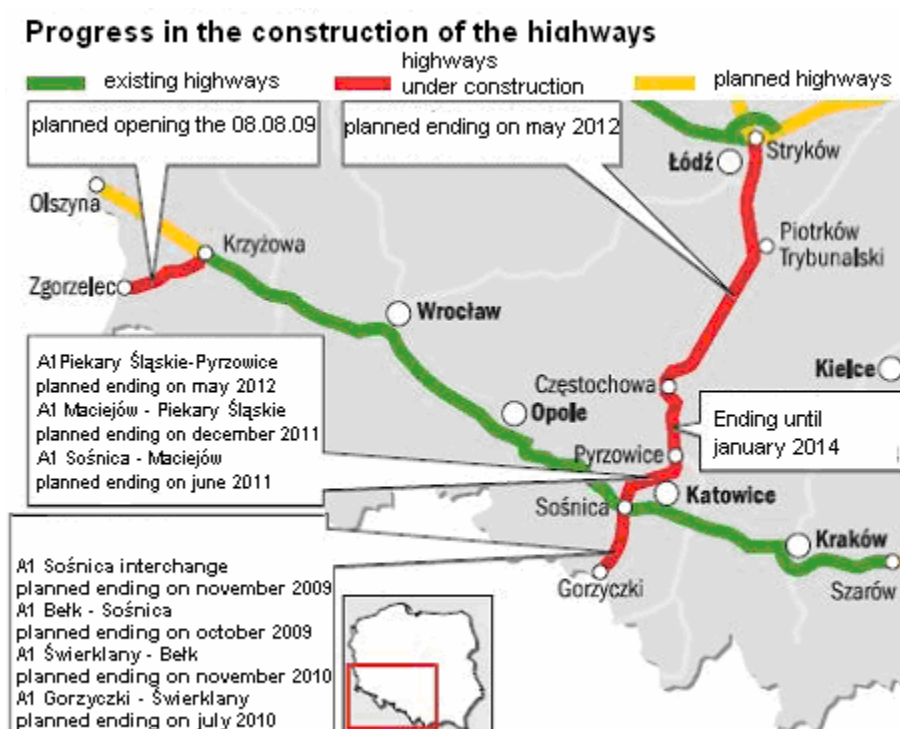 Progress in the construction of the highways
existing highways
highways
under construction
planned highways
planned opening the 08.08.09
planned ending on may 2012
Stryków
Łódź
Olszyna
Krzyżowa
Piotrków
Trybunalski
Zgorzelec
Wrocław
A1 Piekary Śląskie-Pyrzowice
planned ending on may 2012
A1 Maciejów - Piekary Śląskie
planned ending on december 2011
A1 Sośnica - Maciejów
planned ending on june 2011
Kielce
Częstochowa
Opole
Ending until
january 2014
Pyrzowice
Katowice
Sośnica
Kraków
Gorzyczki
Szarów
A1 Sośnica interchange
planned ending on november 2009
A1 Bełk - Sośnica
planned ending on october 2009
A1 Świerklany - Bełk
planned ending on november 2010
A1 Gorzyczki - Świerklany
planned ending on july 2010